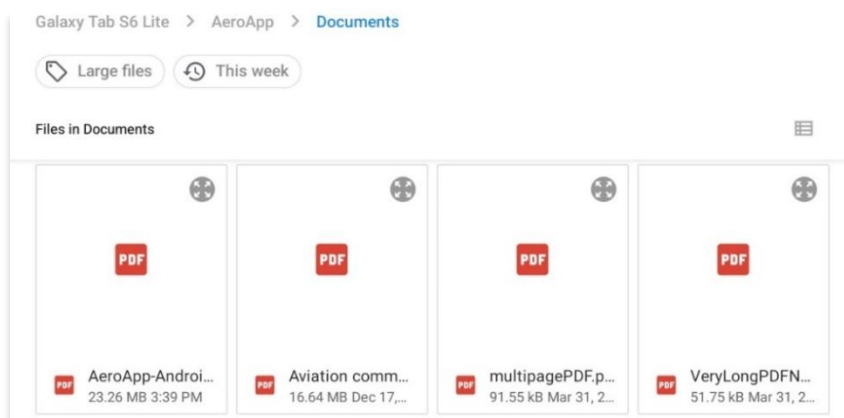 Galaxy Tab S6 Lite > AeroApp > Documents
Large files This week
Files in Documents
PDF PDF PDF PDF
PDF AeroApp-Androi...
23.26 MB 3:39 PM
PDF Aviation comm...
16.64 MB Dec 17,...
PDF multipagePDF.p...
91.55 kB Mar 31, 2...
PDF VeryLongPDFN...
51.75 kB Mar 31, 2...